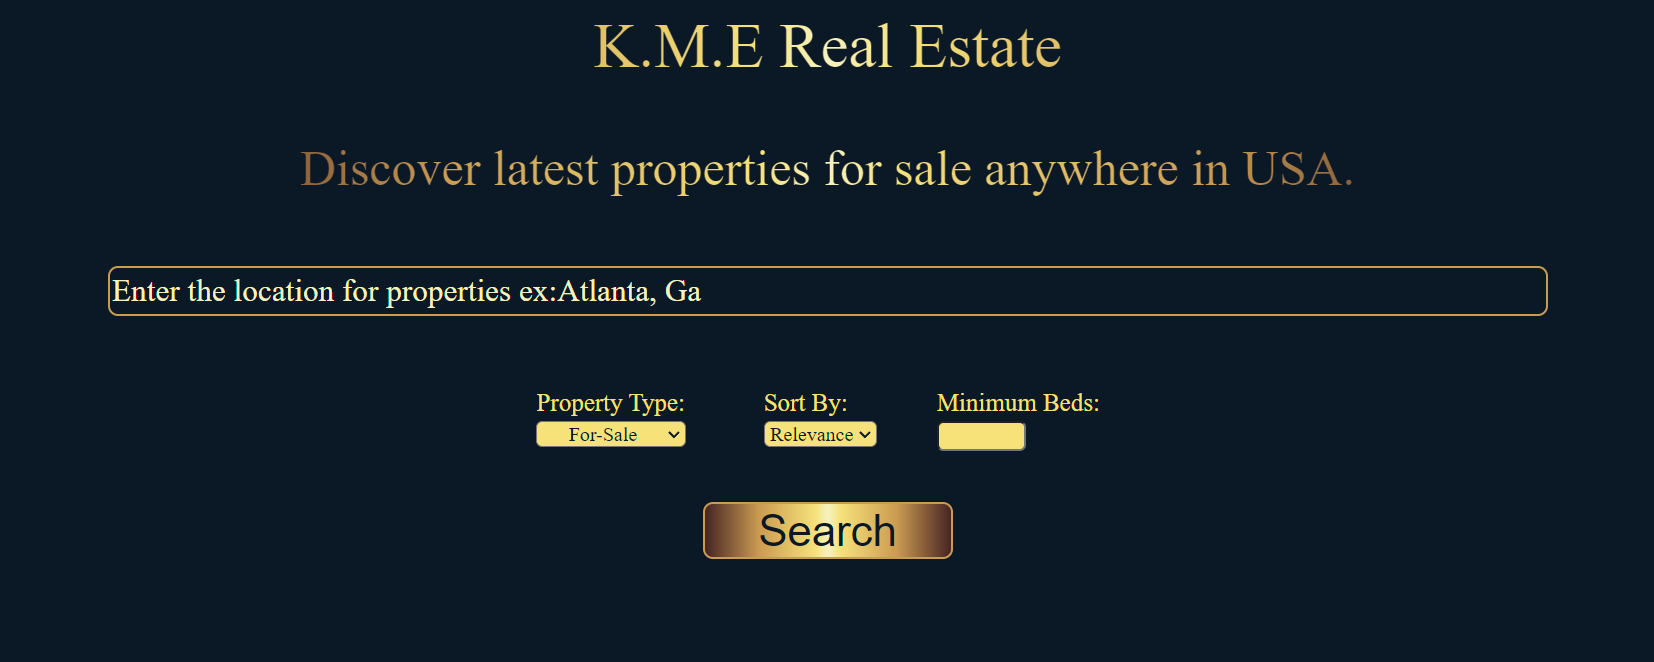 K.M.E Real Estate
Discover latest properties for sale anywhere in USA.
Enter the location for properties ex:Atlanta, Ga
Property Type: Sort By: Minimum Beds:
For-Sale Relevance
Search